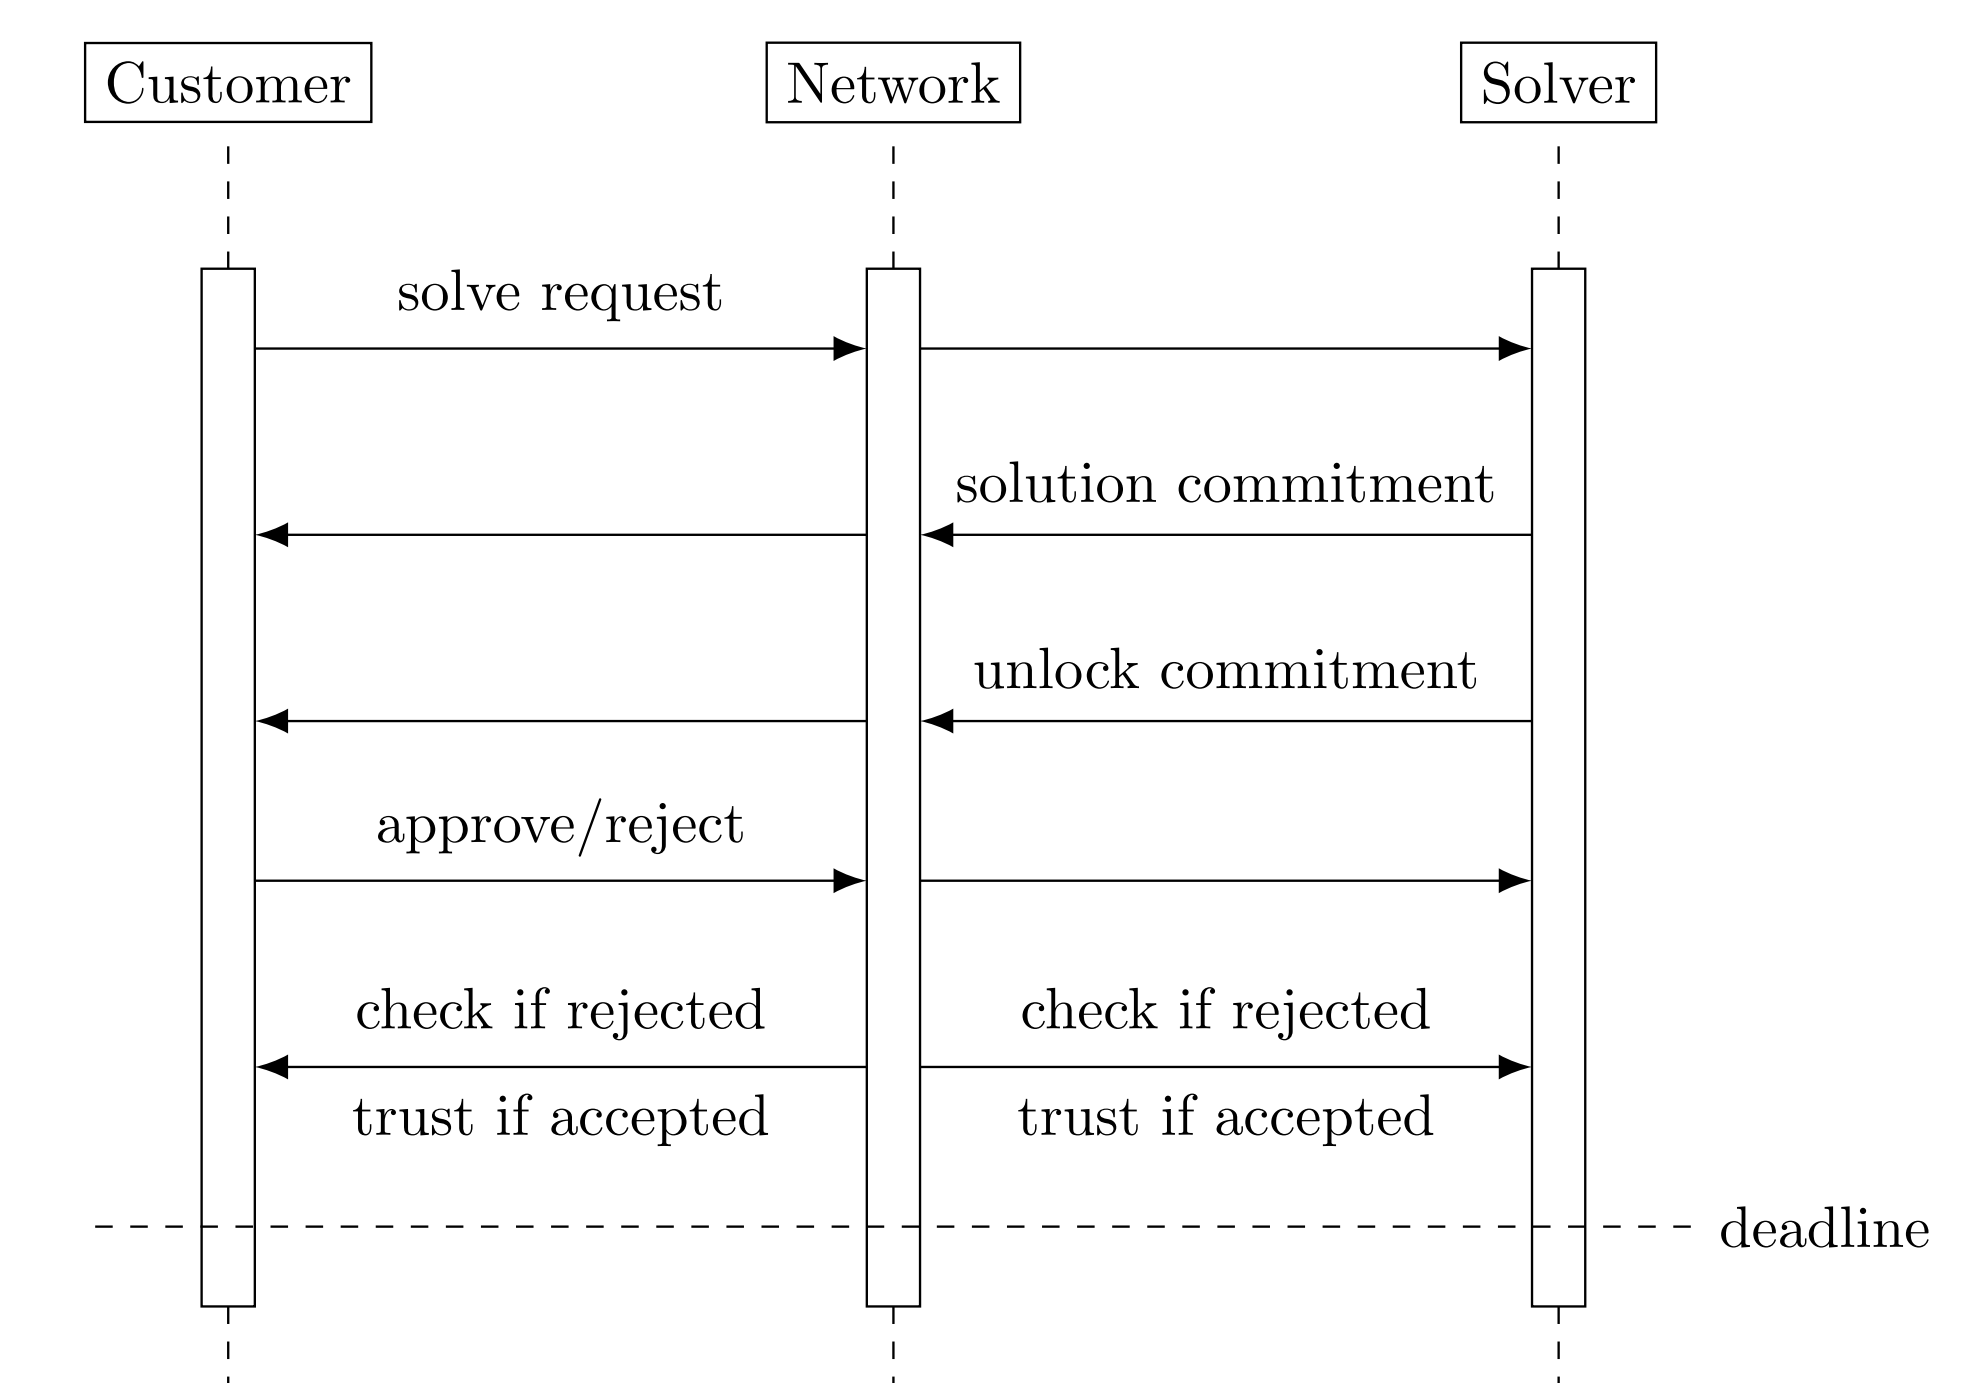 Customer
Network
Solver
solve request
solution commitment
unlock commitment
approve/reject
check if rejected
check if rejected
trust if accepted
trust if accepted
deadline